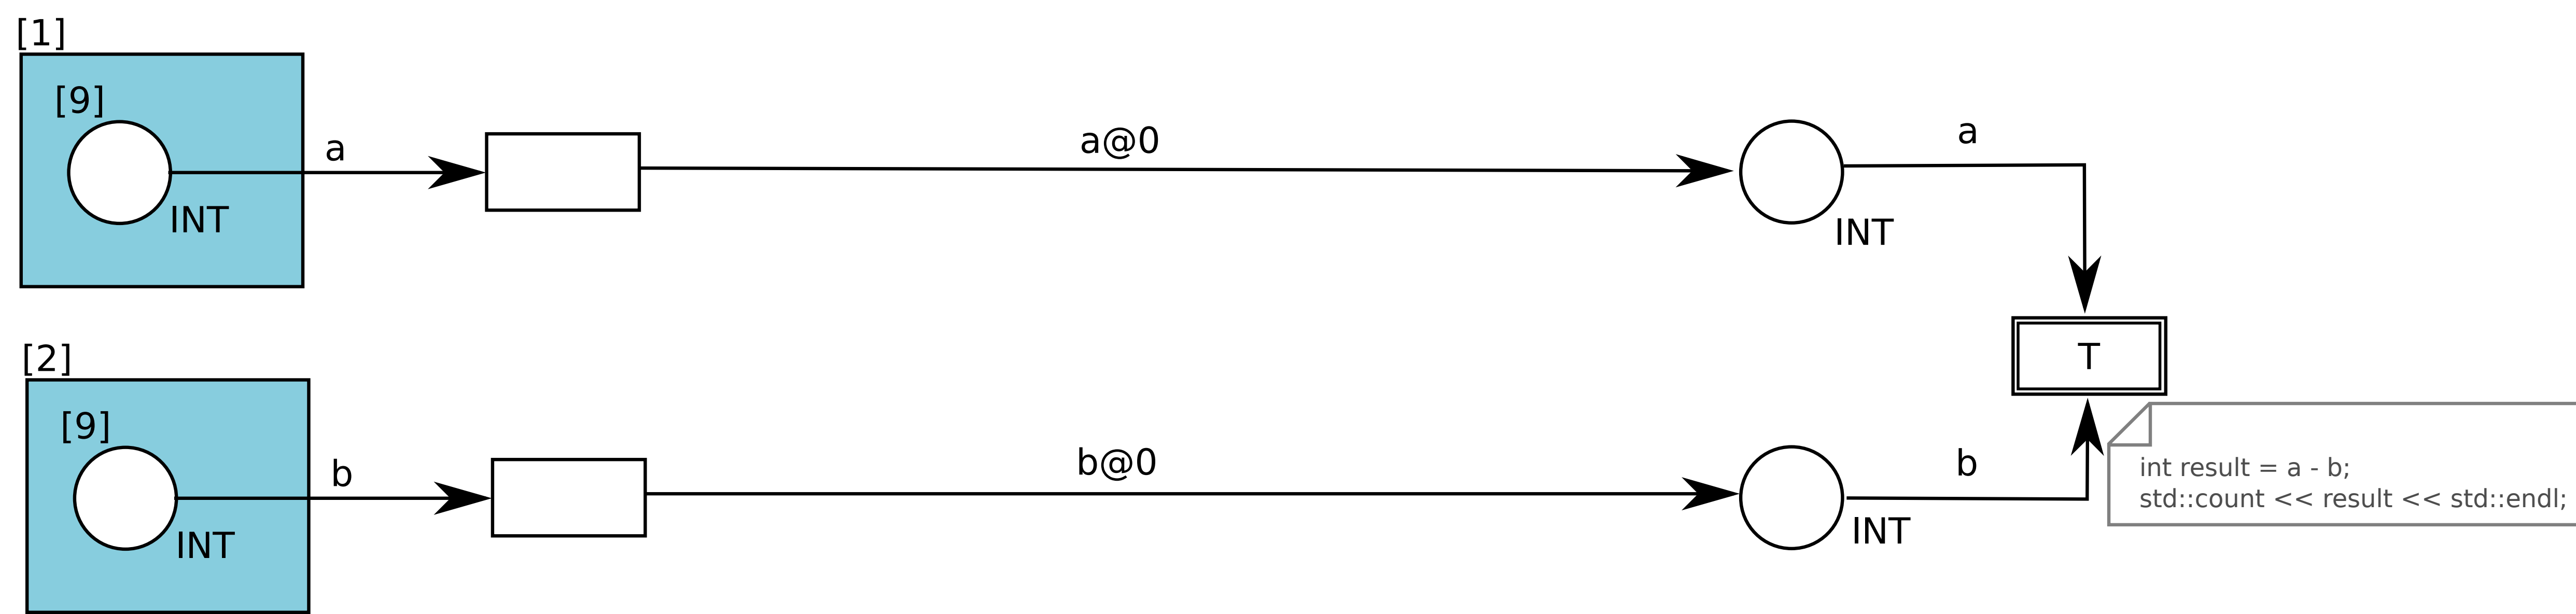 [1]
[9]
a
INT
a@0
INT
a
T
[2]
[9]
b
INT
b@0
INT
b
int result = a - b;
std::count << result << std::endl;